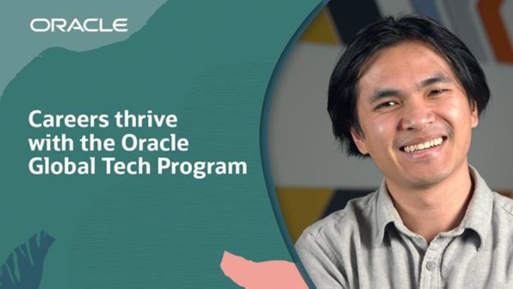 ORACLE
Careers thrive
with the Oracle
Global Tech Program